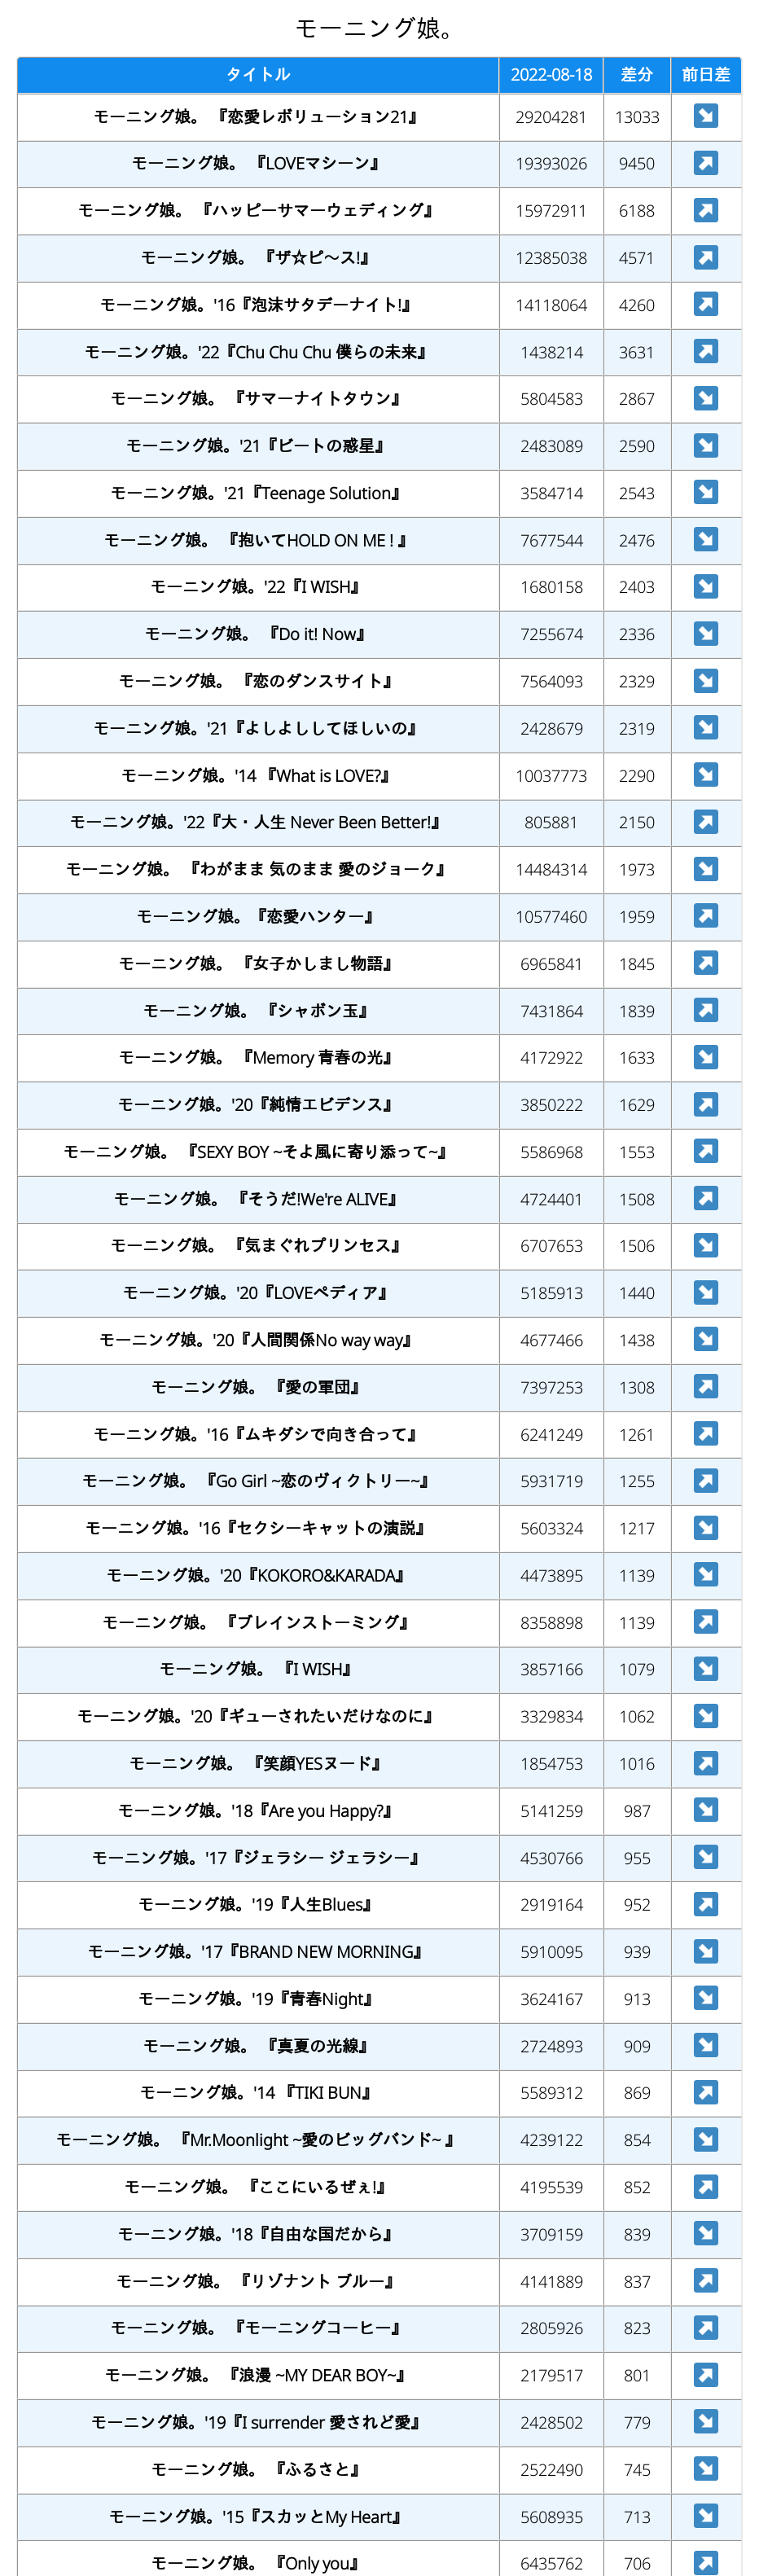 モーニング娘。
タイトル 2022-08-18 差分 前日差
モーニング娘。 『恋愛レボリューション21』 29204281 13033 ↘
モーニング娘。 『LOVEマシーン』 19393026 9450 ↗
モーニング娘。 『ハッピーサマーウェディング』 15972911 6188 ↗
モーニング娘。 『ザ☆ピ〜ス!』 12385038 4571 ↗
モーニング娘。'16『泡沫サタデーナイト!』 14118064 4260 ↗
モーニング娘。'22『Chu Chu Chu 僕らの未来』 1438214 3631 ↗
モーニング娘。 『サマーナイトタウン』 5804583 2867 ↘
モーニング娘。'21『ビートの惑星』 2483089 2590 ↘
モーニング娘。'21『Teenage Solution』 3584714 2543 ↘
モーニング娘。 『抱いてHOLD ON ME ! 』 7677544 2476 ↘
モーニング娘。'22『I WISH』 1680158 2403 ↘
モーニング娘。 『Do it! Now』 7255674 2336 ↘
モーニング娘。 『恋のダンスサイト』 7564093 2329 ↘
モーニング娘。'21『よしよししてほしいの』 2428679 2319 ↘
モーニング娘。'14 『What is LOVE?』 10037773 2290 ↘
モーニング娘。'22『大・人生 Never Been Better!』 805881 2150 ↗
モーニング娘。 『わがまま 気のまま 愛のジョーク』 14484314 1973 ↘
モーニング娘。『恋愛ハンター』 10577460 1959 ↗
モーニング娘。 『女子かしまし物語』 6965841 1845 ↗
モーニング娘。 『シャボン玉』 7431864 1839 ↗
モーニング娘。 『Memory 青春の光』 4172922 1633 ↘
モーニング娘。'20『純情エビデンス』 3850222 1629 ↗
モーニング娘。 『SEXY BOY ~そよ風に寄り添って~』 5586968 1553 ↗
モーニング娘。 『そうだ!We're ALIVE』 4724401 1508 ↗
モーニング娘。 『気まぐれプリンセス』 6707653 1506 ↘
モーニング娘。'20『LOVEペディア』 5185913 1440 ↘
モーニング娘。'20『人間関係No way way』 4677466 1438 ↘
モーニング娘。 『愛の軍団』 7397253 1308 ↗
モーニング娘。'16『ムキダシで向き合って』 6241249 1261 ↗
モーニング娘。 『Go Girl ~恋のヴィクトリー~』 5931719 1255 ↗
モーニング娘。'16『セクシーキャットの演説』 5603324 1217 ↘
モーニング娘。'20『KOKORO&KARADA』 4473895 1139 ↘
モーニング娘。 『ブレインストーミング』 8358898 1139 ↗
モーニング娘。 『I WISH』 3857166 1079 ↘
モーニング娘。'20『ギューされたいだけなのに』 3329834 1062 ↘
モーニング娘。 『笑顔YESヌード』 1854753 1016 ↗
モーニング娘。'18『Are you Happy?』 5141259 987 ↘
モーニング娘。'17『ジェラシー ジェラシー』 4530766 955 ↘
モーニング娘。'19『人生Blues』 2919164 952 ↗
モーニング娘。'17『BRAND NEW MORNING』 5910095 939 ↘
モーニング娘。'19『青春Night』 3624167 913 ↘
モーニング娘。 『真夏の光線』 2724893 909 ↘
モーニング娘。'14 『TIKI BUN』 5589312 869 ↗
モーニング娘。 『Mr.Moonlight ~愛のビッグバンド~ 』 4239122 854 ↘
モーニング娘。 『ここにいるぜぇ!』 4195539 852 ↗
モーニング娘。'18『自由な国だから』 3709159 839 ↘
モーニング娘。 『リゾナント ブルー』 4141889 837 ↗
モーニング娘。 『モーニングコーヒー』 2805926 823 ↗
モーニング娘。 『浪漫 ~MY DEAR BOY~』 2179517 801 ↗
モーニング娘。'19『I surrender 愛されど愛』 2428502 779 ↘
モーニング娘。 『ふるさと』 2522490 745 ↘
モーニング娘。'15『スカッとMy Heart』 5608935 713 ↘
モーニング娘。 『Only you』 6435762 706 ↗